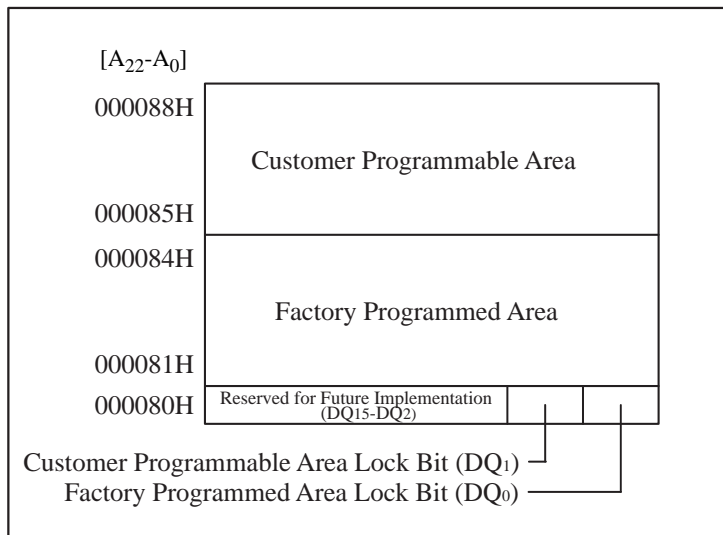 [A22-A0]
000088H
Customer Programmable Area
000085H
000084H
Factory Programmed Area
000081H
000080H
Reserved for Future Implementation
(DQ15-DQ2)
Customer Programmable Area Lock Bit (DQ1)
Factory Programmed Area Lock Bit (DQ0)